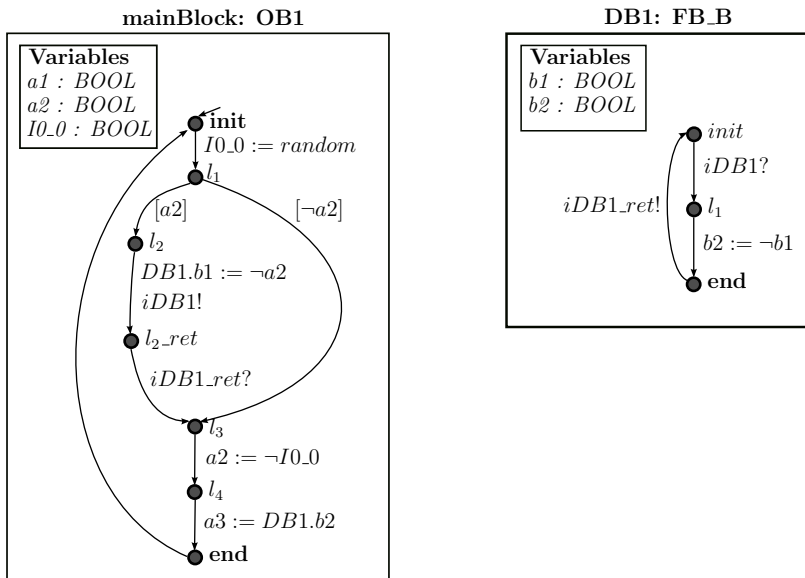 mainBlock: OB1
Variables
a1 : BOOL
a2 : BOOL
I0_0 : BOOL
init
I0_0 := random
l₁
[a2]
[¬a2]
l₂
DB1.b1 := ¬a2
iDB1!
l₂_ret
iDB1_ret?
l₃
a2 := ¬I0_0
l₄
a3 := DB1.b2
end
DB1: FB_B
Variables
b1 : BOOL
b2 : BOOL
init
iDB1?
iDB1_ret!
l₁
b2 := ¬b1
end